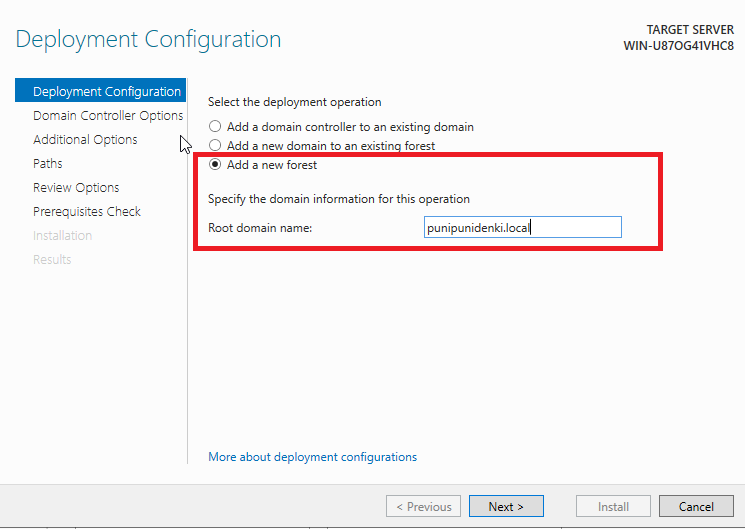 Deployment Configuration
TARGET SERVER
WIN-U87OG41VHC8
Deployment Configuration
Domain Controller Options
Additional Options
Paths
Review Options
Prerequisites Check
Installation
Results
Select the deployment operation
Add a domain controller to an existing domain
Add a new domain to an existing forest
Add a new forest
Specify the domain information for this operation
Root domain name: punipunidenki.local
More about deployment configurations
< Previous Next > Install Cancel